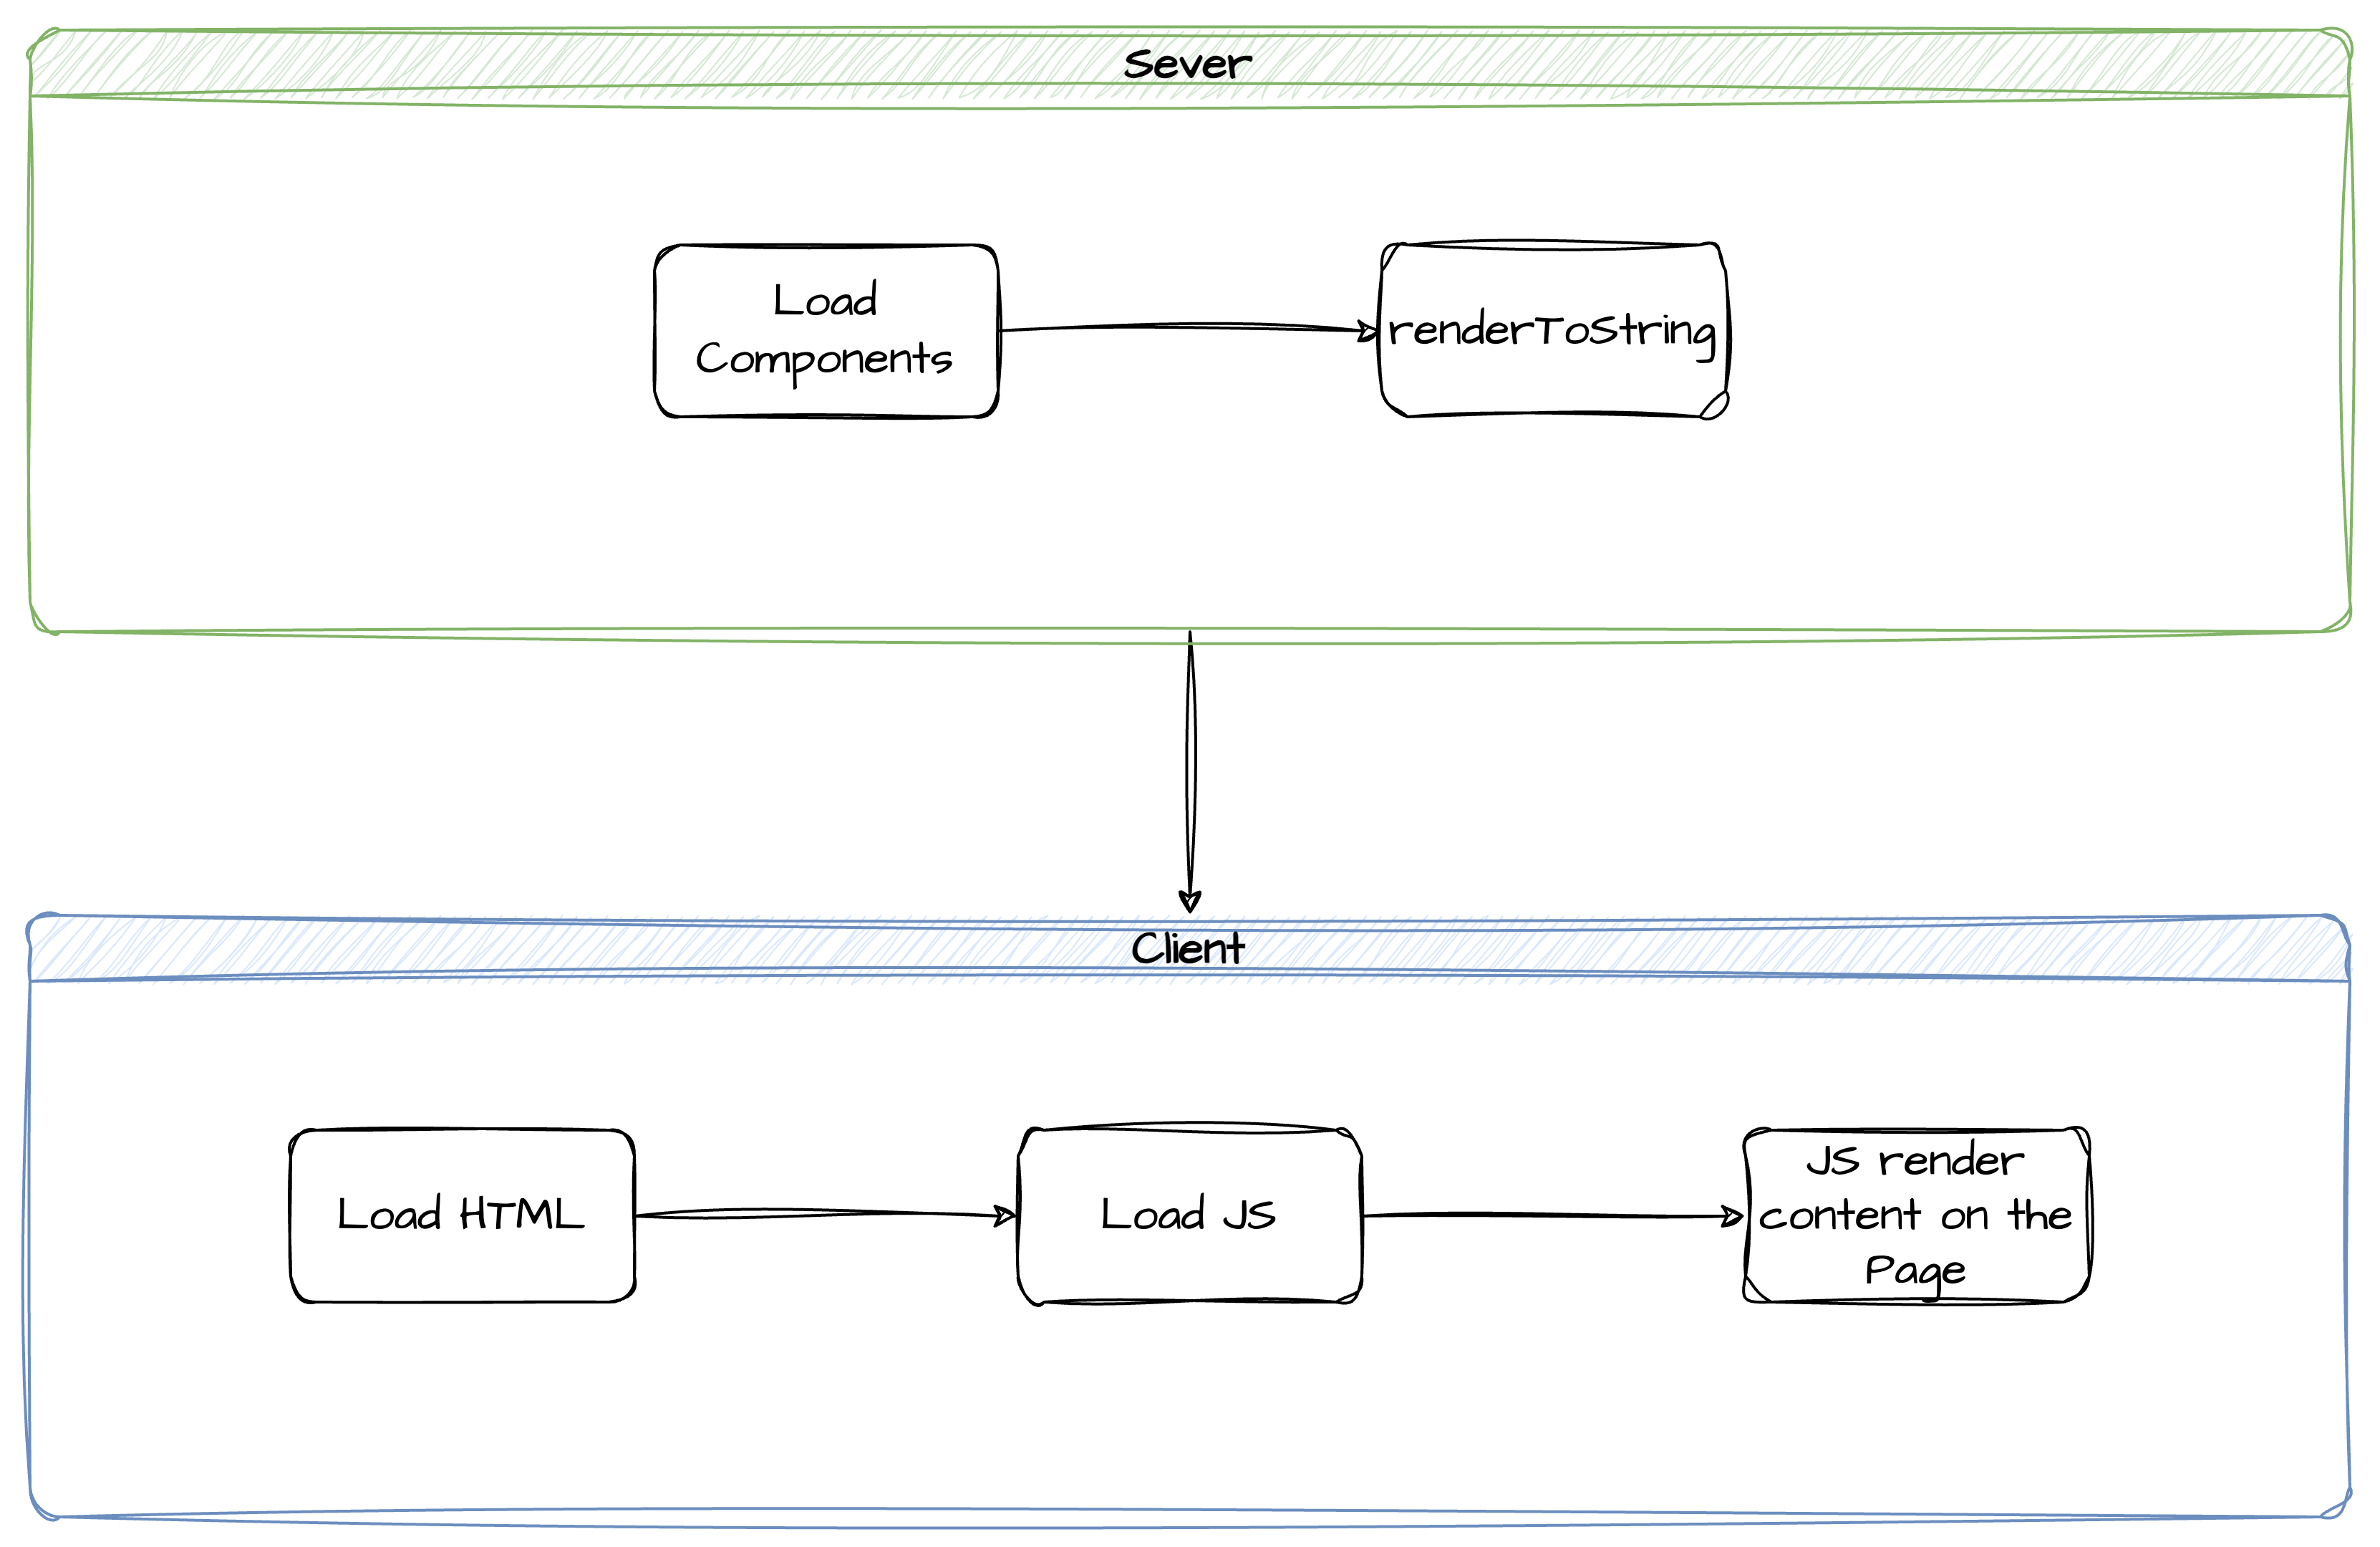 Sever
Load
Components
renderToString
Client
Load HTML
Load JS
JS render
content on the
Page